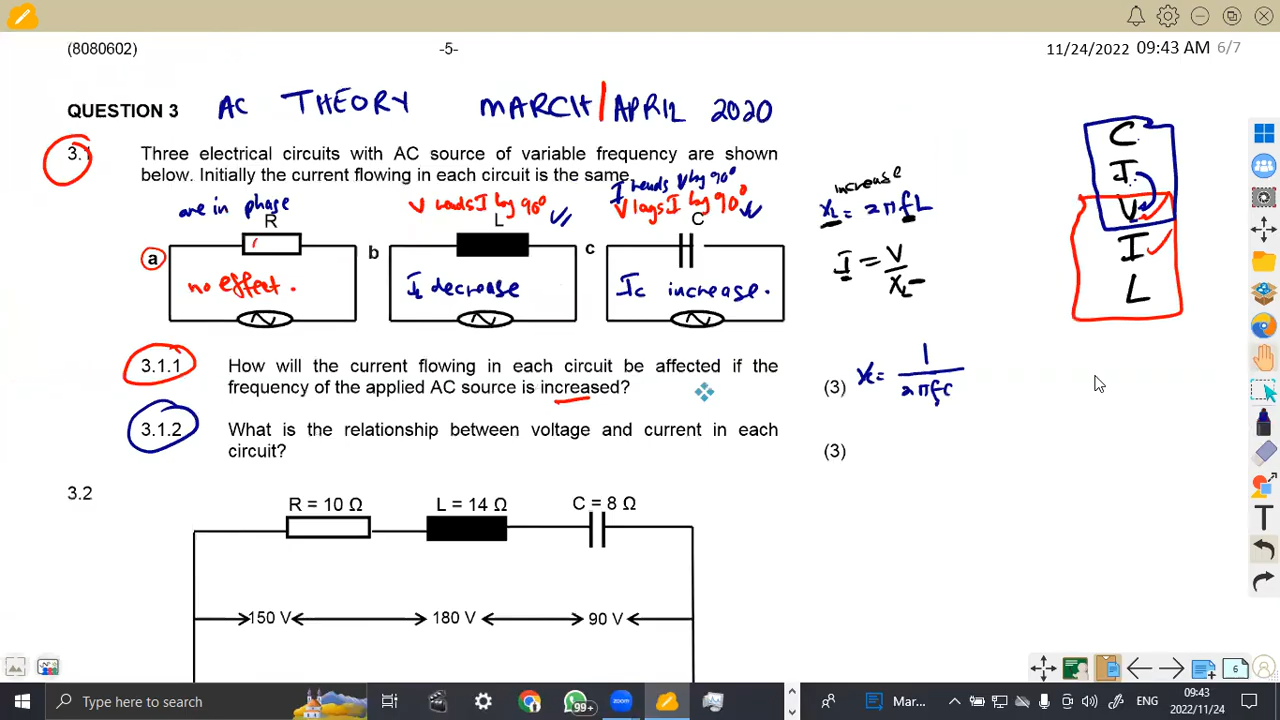 (8080602)
-5-
11/24/2022 09:43 AM 6/7
QUESTION 3 AC THEORY MARCH/APRIL 2020
3.1 Three electrical circuits with AC source of variable frequency are shown
below. Initially the current flowing in each circuit is the same.
are in phase
V leads I by 90°
I leads V by 90°
V lags I by 90°
R
L
C
a
no effect.
b
IL decrease
c
Ic increase.
increase
XL = 2πfL
I = V/XL
Xc = 1/2πfC
C
I
V
I
L
3.1.1 How will the current flowing in each circuit be affected if the
frequency of the applied AC source is increased? (3)
3.1.2 What is the relationship between voltage and current in each
circuit? (3)
3.2
R = 10 Ω L = 14 Ω C = 8 Ω
150 V 180 V 90 V
T
6
Type here to search
99+
zoom
Mar...
ENG
09:43
2022/11/24